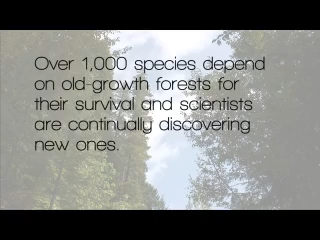 Over 1,000 species depend
on old-growth forests for
their survival and scientists
are continually discovering
new ones.